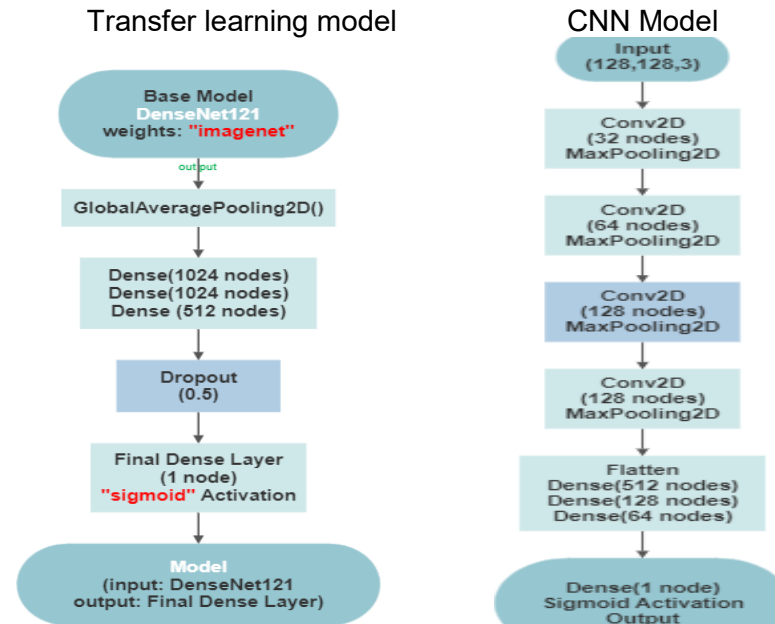 Transfer learning model
Base Model
DenseNet121
weights: "imagenet"
output
GlobalAveragePooling2D()
Dense(1024 nodes)
Dense(1024 nodes)
Dense (512 nodes)
Dropout
(0.5)
Final Dense Layer
(1 node)
"sigmoid" Activation
Model
(input: DenseNet121
output: Final Dense Layer)
CNN Model
Input
(128,128,3)
Conv2D
(32 nodes)
MaxPooling2D
Conv2D
(64 nodes)
MaxPooling2D
Conv2D
(128 nodes)
MaxPooling2D
Conv2D
(128 nodes)
MaxPooling2D
Flatten
Dense(512 nodes)
Dense(128 nodes)
Dense(64 nodes)
Dense(1 node)
Sigmoid Activation
Output